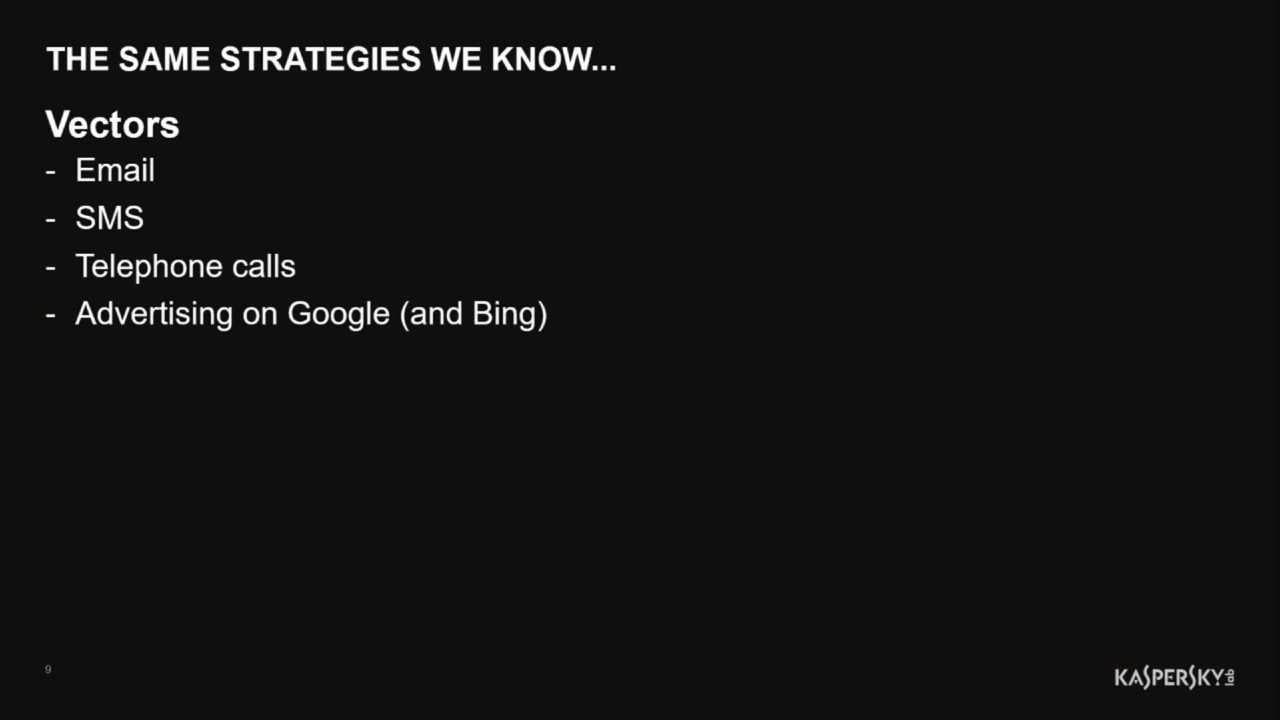 THE SAME STRATEGIES WE KNOW...
Vectors
- Email
- SMS
- Telephone calls
- Advertising on Google (and Bing)
9
KASPERSKY lab